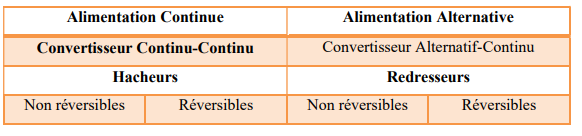 Alimentation Continue Alimentation Alternative
Convertisseur Continu-Continu Convertisseur Alternatif-Continu
Hacheurs Redresseurs
Non réversibles Réversibles Non réversibles Réversibles